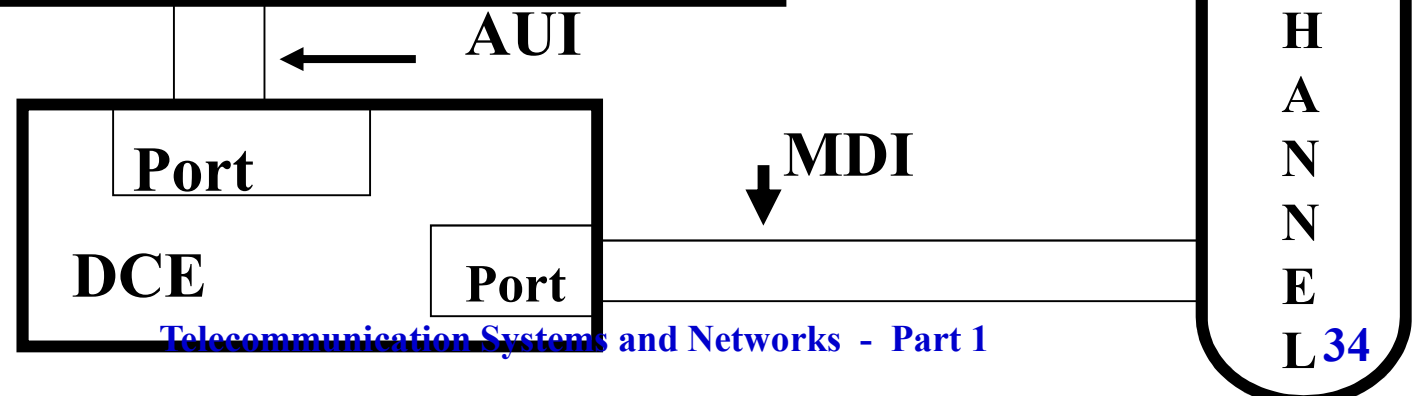 AUI
Port
MDI
DCE
Port
H
A
N
N
E
L
Telecommunication Systems and Networks - Part 1
34